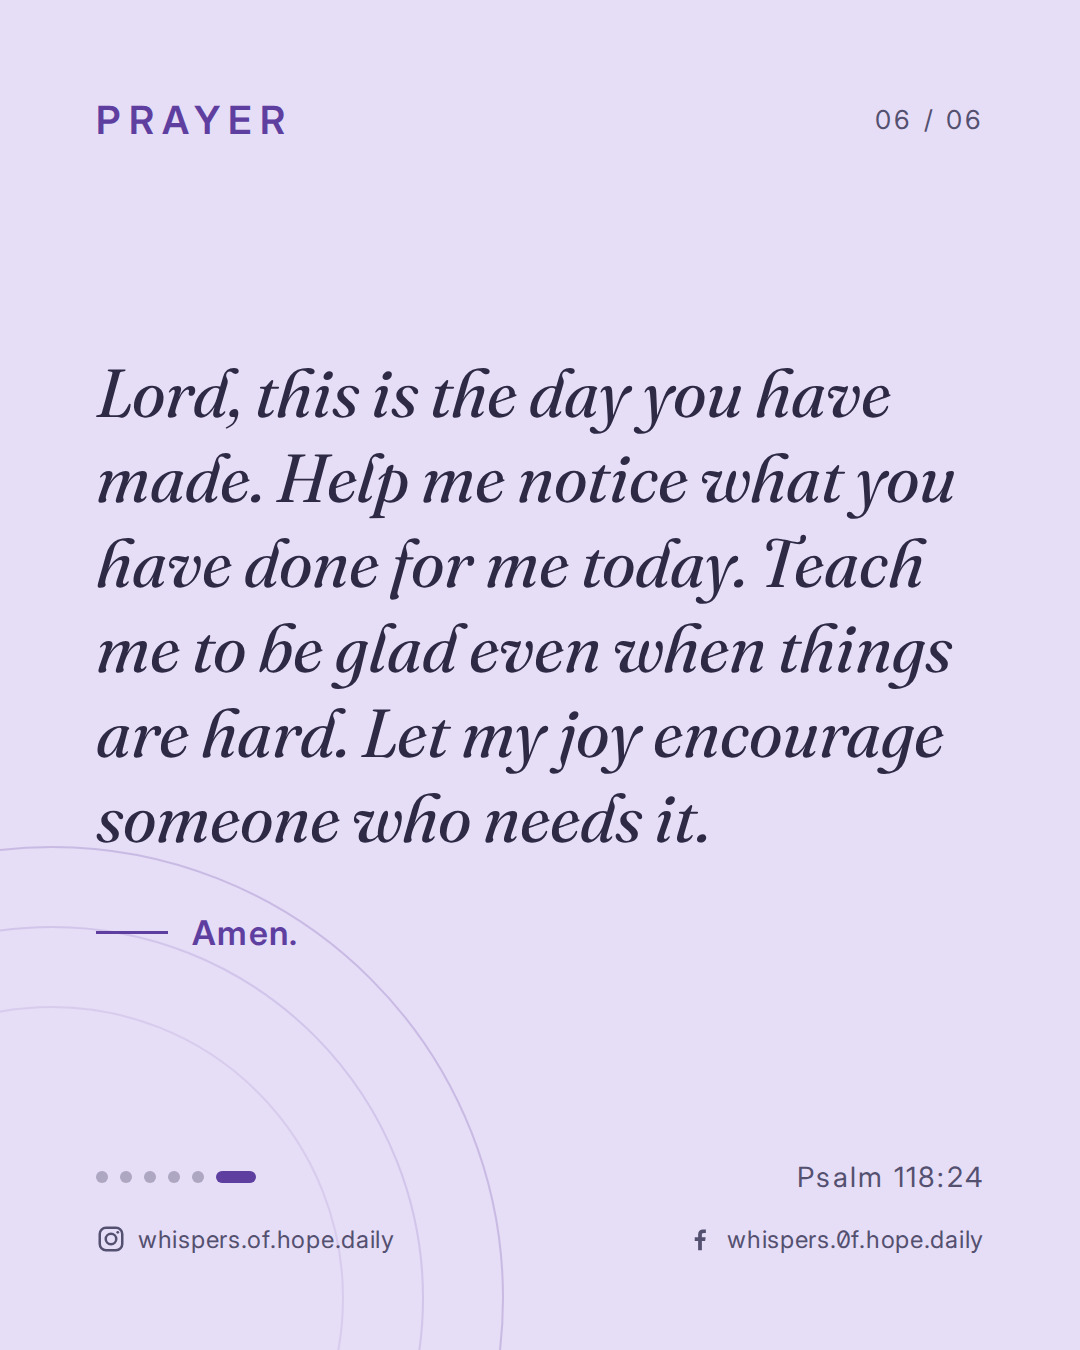 PRAYER
06 / 06
Lord, this is the day you have
made. Help me notice what you
have done for me today. Teach
me to be glad even when things
are hard. Let my joy encourage
someone who needs it.
Amen.
Psalm 118:24
whispers.of.hope.daily
whispers.0f.hope.daily